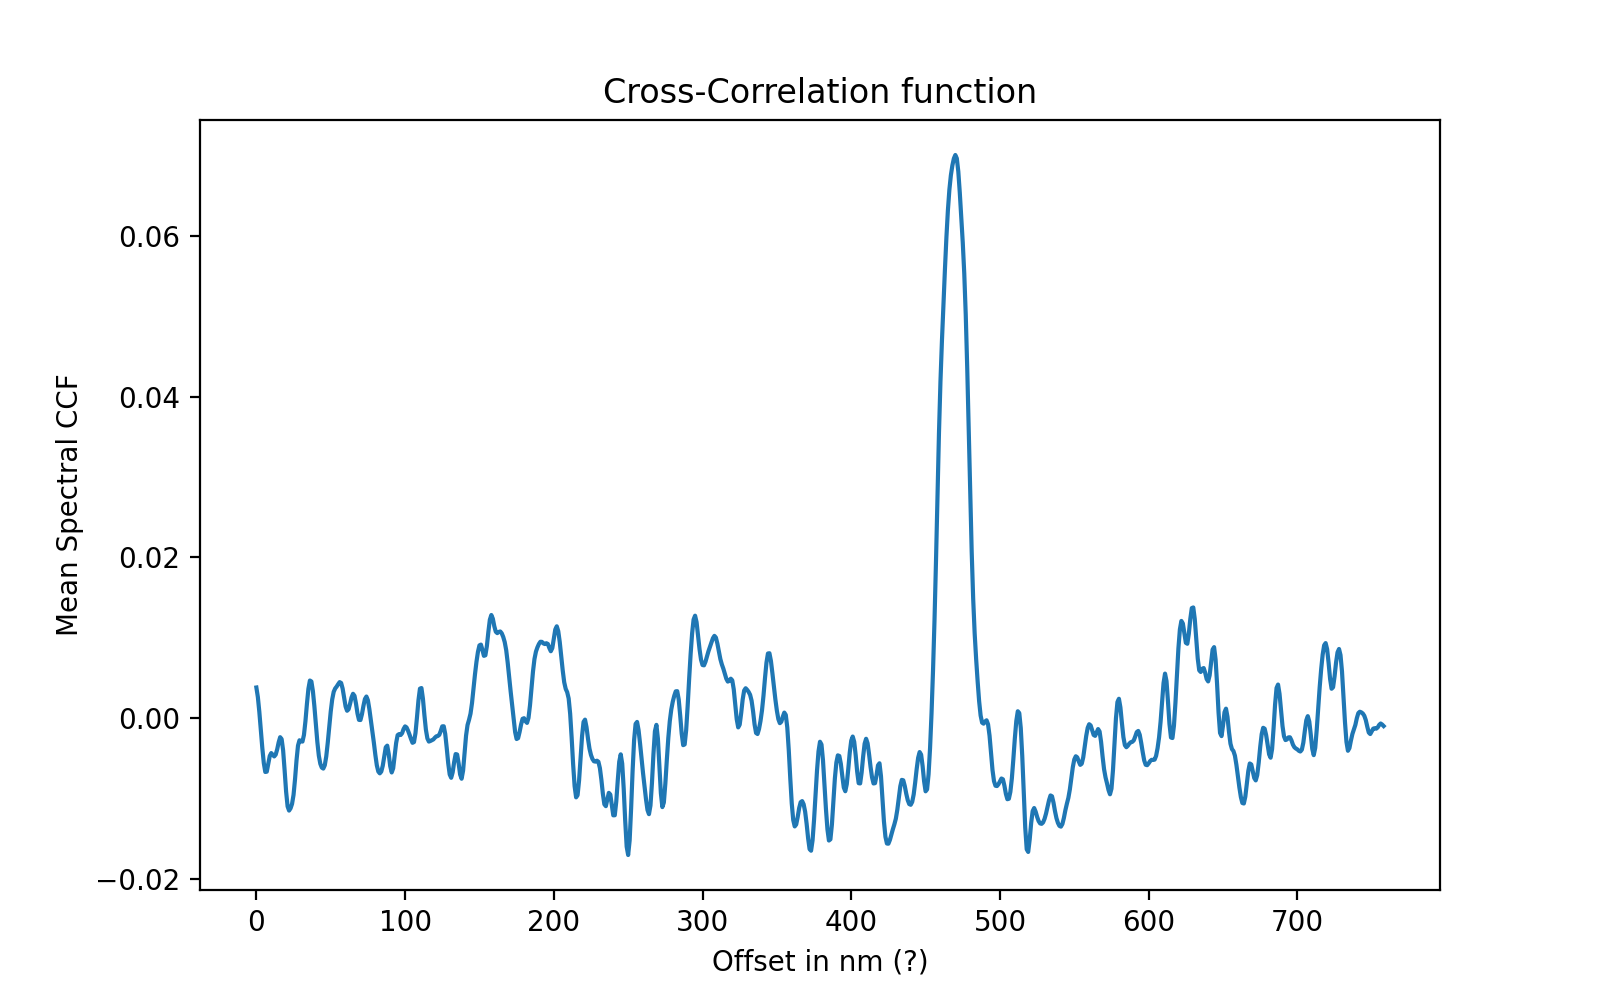 Cross-Correlation function
Mean Spectral CCF
0.06
0.04
0.02
0.00
−0.02
0 100 200 300 400 500 600 700
Offset in nm (?)